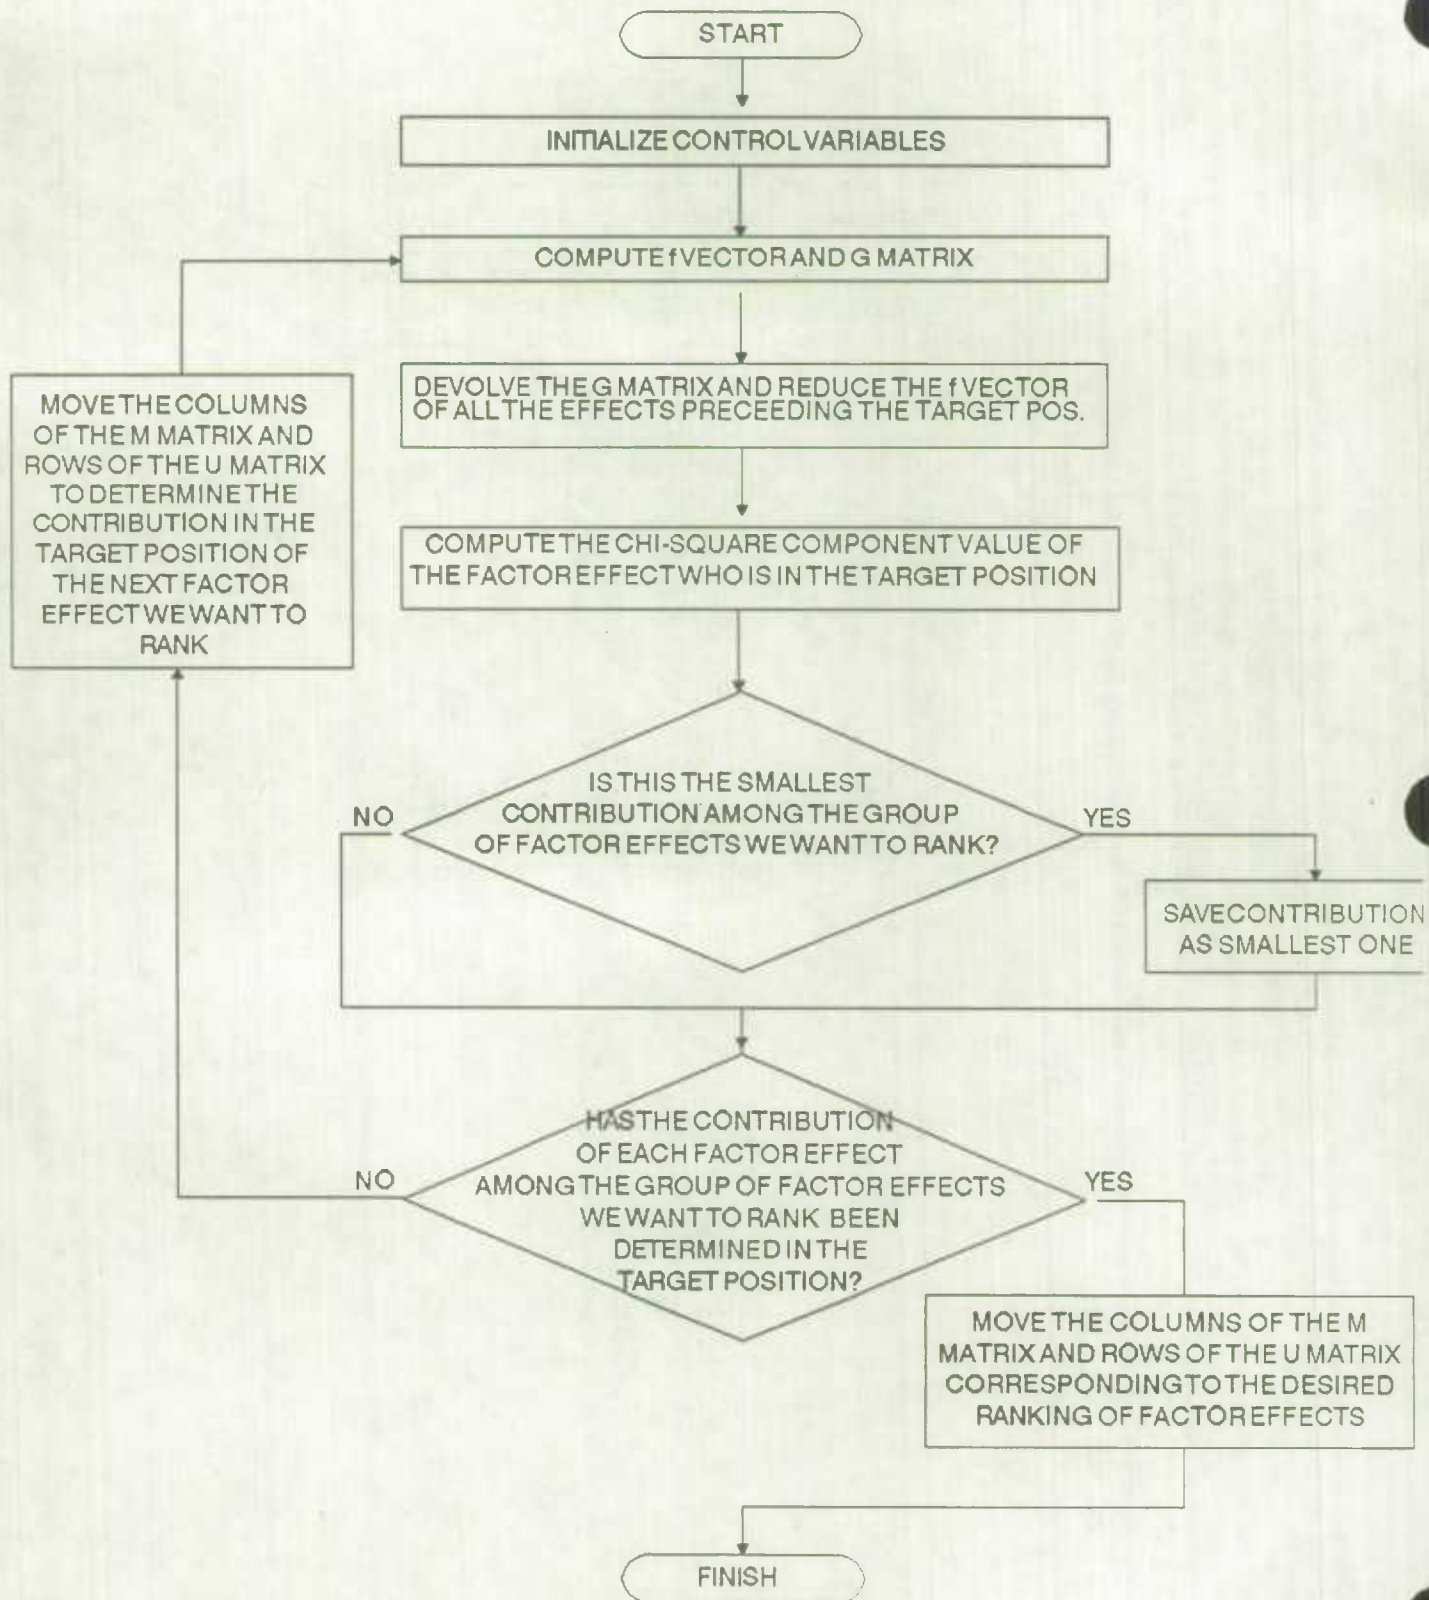 START
INITIALIZE CONTROL VARIABLES
COMPUTE f VECTOR AND G MATRIX
DEVOLVE THE G MATRIX AND REDUCE THE f VECTOR
OF ALL THE EFFECTS PRECEEDING THE TARGET POS.
MOVE THE COLUMNS
OF THE M MATRIX AND
ROWS OF THE U MATRIX
TO DETERMINE THE
CONTRIBUTION IN THE
TARGET POSITION OF
THE NEXT FACTOR
EFFECT WE WANT TO
RANK
COMPUTE THE CHI-SQUARE COMPONENT VALUE OF
THE FACTOR EFFECT WHO IS IN THE TARGET POSITION
IS THIS THE SMALLEST
CONTRIBUTION AMONG THE GROUP
OF FACTOR EFFECTS WE WANT TO RANK?
NO
YES
SAVE CONTRIBUTION
AS SMALLEST ONE
HAS THE CONTRIBUTION
OF EACH FACTOR EFFECT
AMONG THE GROUP OF FACTOR EFFECTS
WE WANT TO RANK BEEN
DETERMINED IN THE
TARGET POSITION?
NO
YES
MOVE THE COLUMNS OF THE M
MATRIX AND ROWS OF THE U MATRIX
CORRESPONDING TO THE DESIRED
RANKING OF FACTOR EFFECTS
FINISH